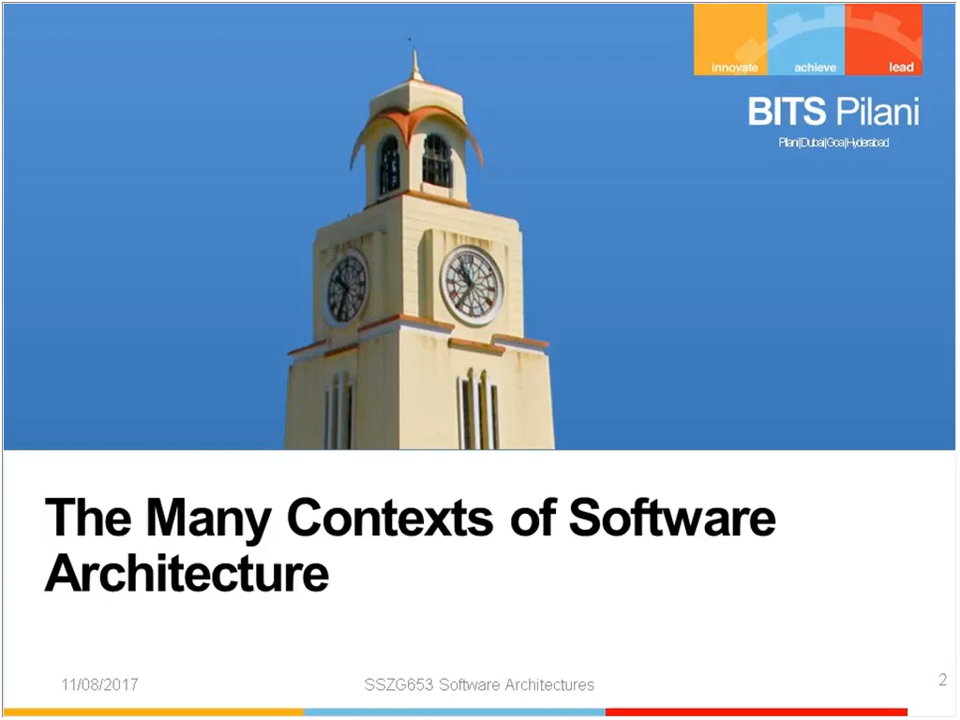 innovate achieve lead
BITS Pilani
Pilani|Dubai|Goa|Hyderabad
The Many Contexts of Software
Architecture
11/08/2017 SSZG653 Software Architectures 2